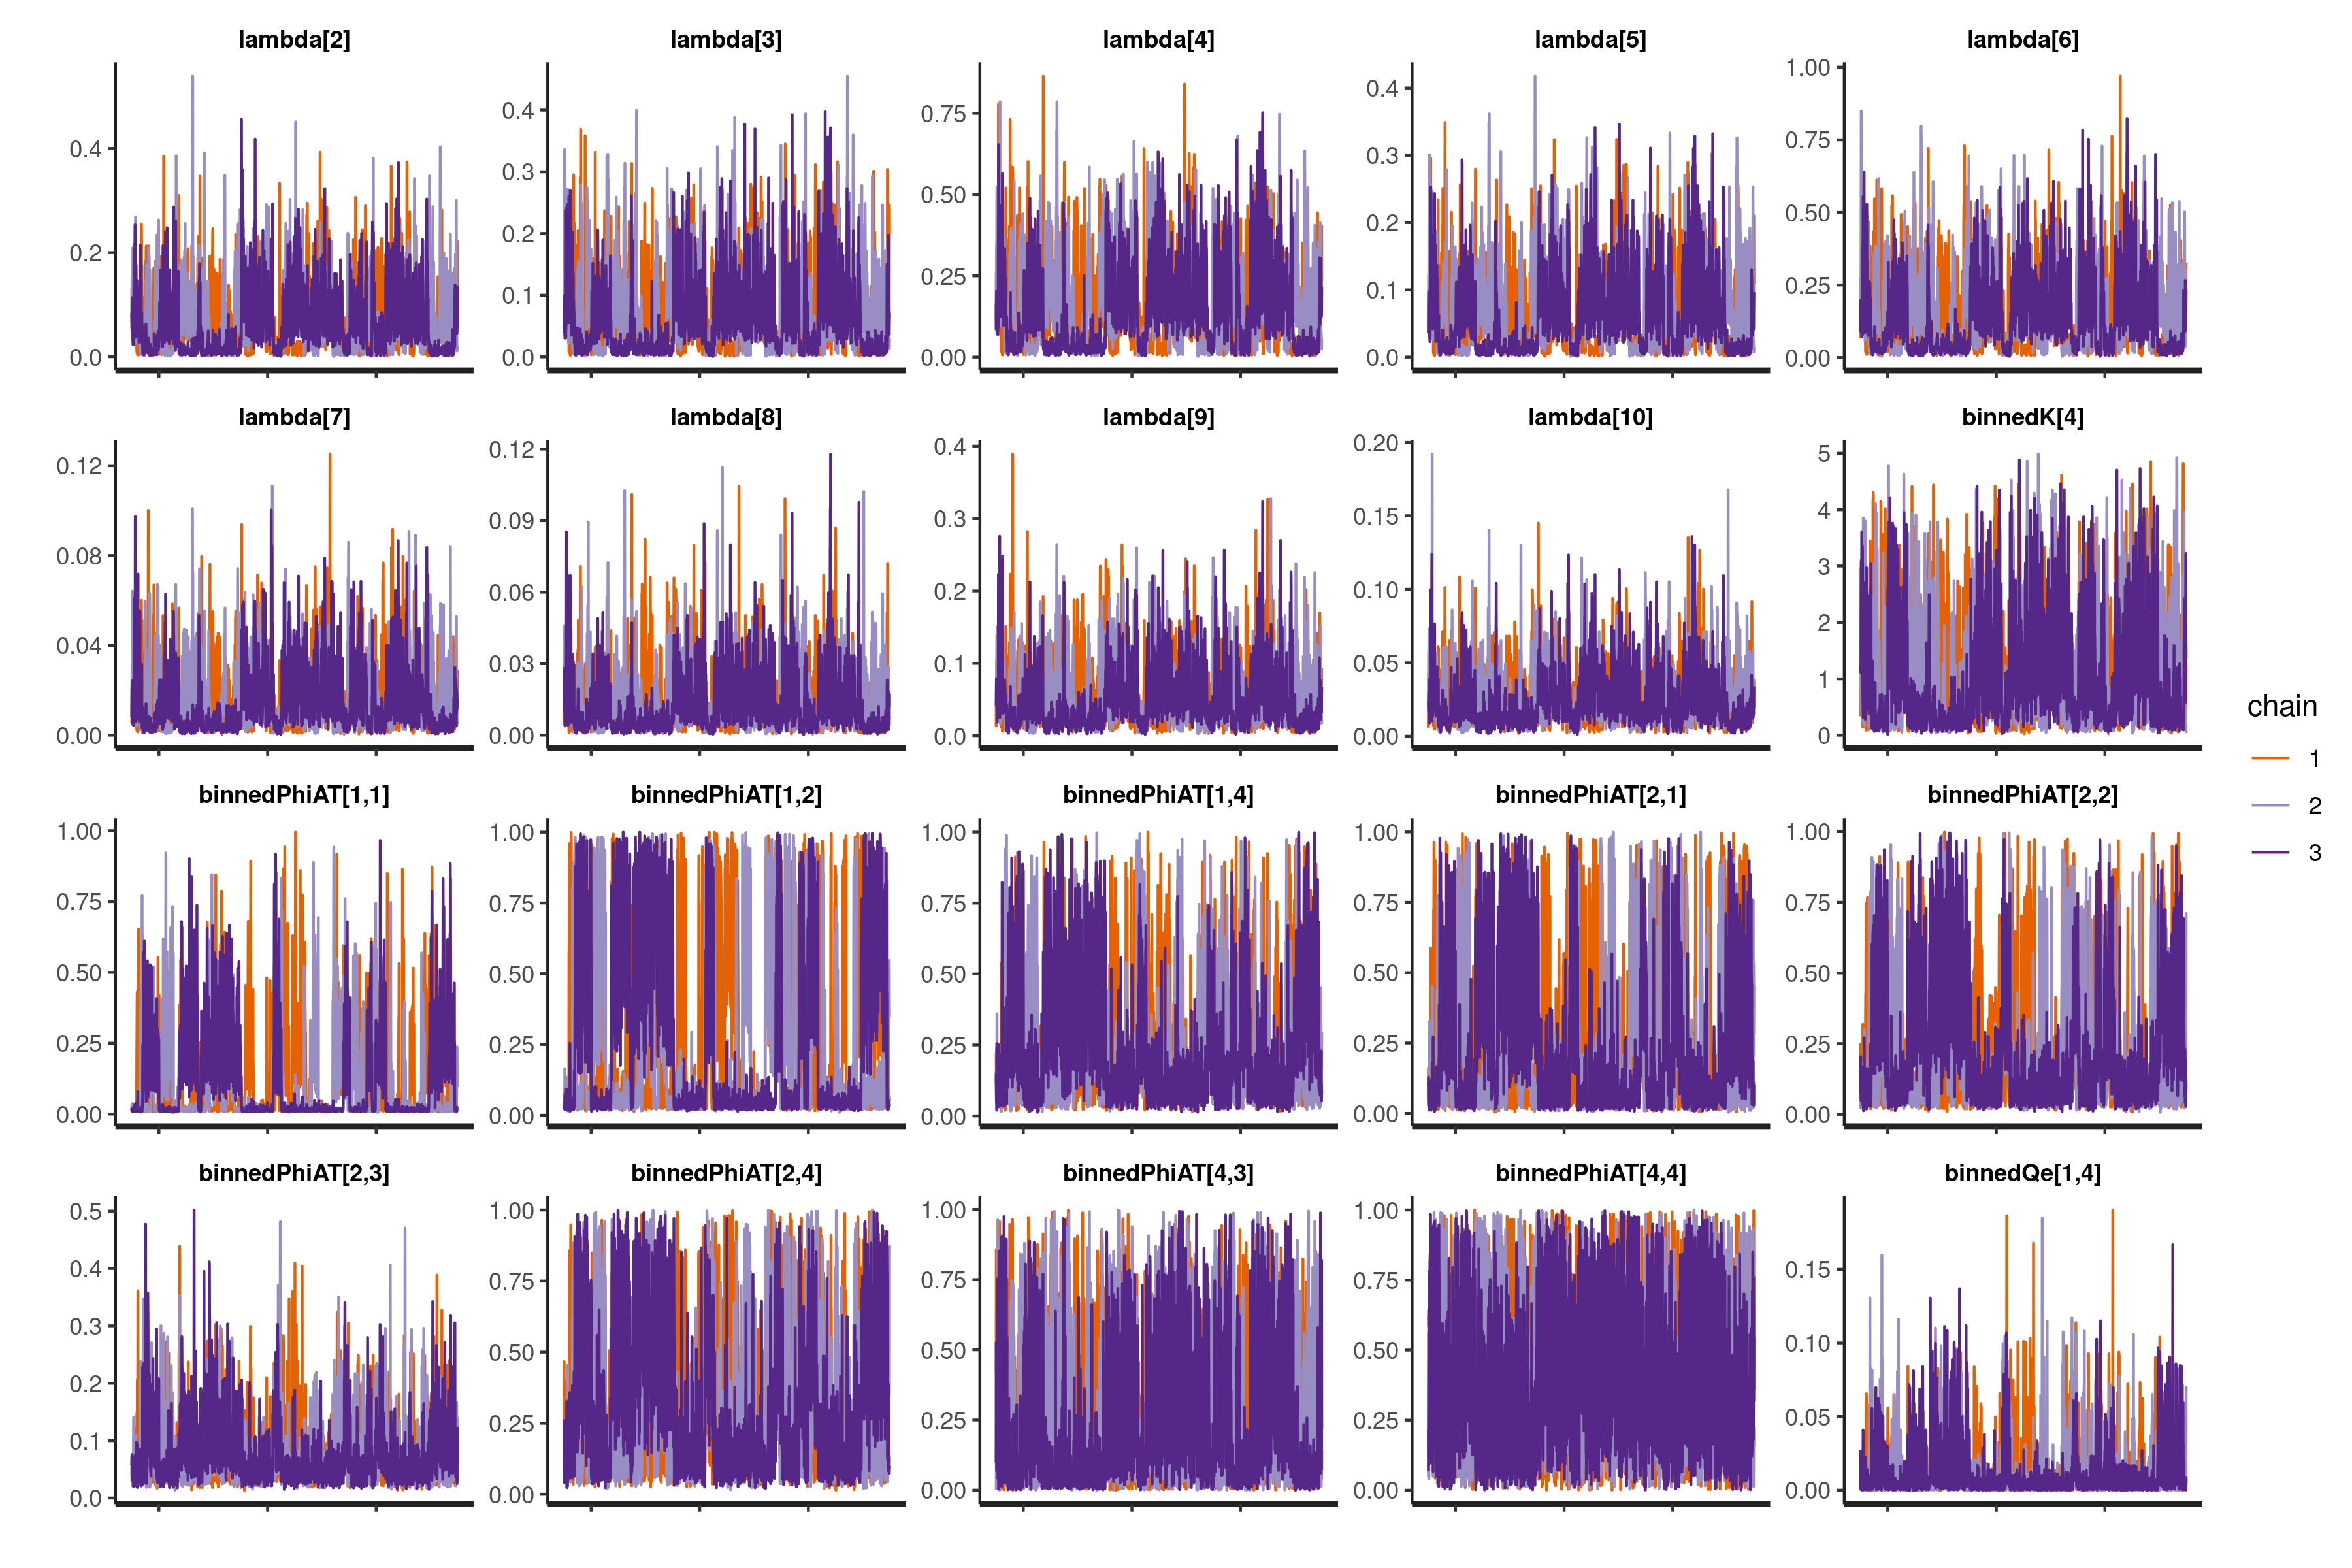 lambda[2] lambda[3] lambda[4] lambda[5] lambda[6]
0.4 0.2 0.0
0.4 0.3 0.2 0.1 0.0
0.75 0.50 0.25 0.00
0.4 0.3 0.2 0.1 0.0
1.00 0.75 0.50 0.25 0.00
lambda[7] lambda[8] lambda[9] lambda[10] binnedK[4]
0.12 0.08 0.04 0.00
0.12 0.09 0.06 0.03 0.00
0.4 0.3 0.2 0.1 0.0
0.20 0.15 0.10 0.05 0.00
5 4 3 2 1 0
binnedPhiAT[1,1] binnedPhiAT[1,2] binnedPhiAT[1,4] binnedPhiAT[2,1] binnedPhiAT[2,2]
1.00 0.75 0.50 0.25 0.00
1.00 0.75 0.50 0.25 0.00
1.00 0.75 0.50 0.25 0.00
1.00 0.75 0.50 0.25 0.00
1.00 0.75 0.50 0.25 0.00
binnedPhiAT[2,3] binnedPhiAT[2,4] binnedPhiAT[4,3] binnedPhiAT[4,4] binnedQe[1,4]
0.5 0.4 0.3 0.2 0.1 0.0
1.00 0.75 0.50 0.25 0.00
1.00 0.75 0.50 0.25 0.00
1.00 0.75 0.50 0.25 0.00
0.15 0.10 0.05 0.00
chain
1
2
3